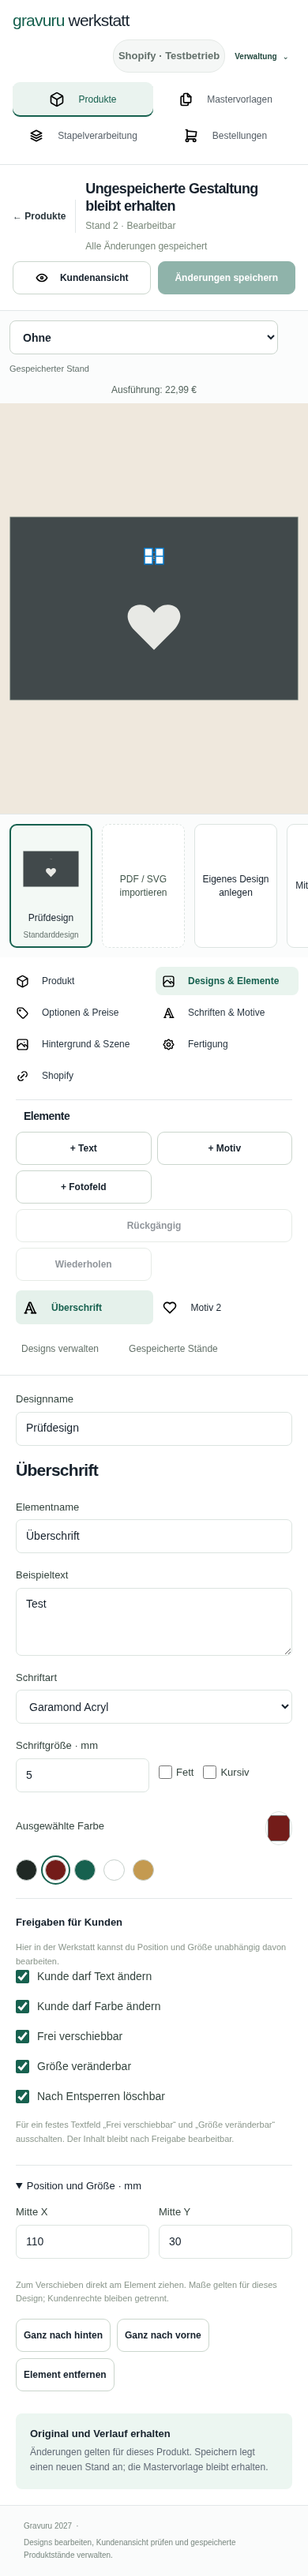 gravuru werkstatt
Shopify · Testbetrieb
Verwaltung
Produkte
Mastervorlagen
Stapelverarbeitung
Bestellungen
← Produkte
Ungespeicherte Gestaltung
bleibt erhalten
Stand 2 · Bearbeitbar
Alle Änderungen gespeichert
Kundenansicht
Änderungen speichern
Ohne
Gespeicherter Stand
Ausführung: 22,99 €
Prüfdesign
Standarddesign
PDF / SVG
importieren
Eigenes Design
anlegen
Mit
Produkt
Designs & Elemente
Optionen & Preise
Schriften & Motive
Hintergrund & Szene
Fertigung
Shopify
Elemente
+ Text
+ Motiv
+ Fotofeld
Rückgängig
Wiederholen
Überschrift
Motiv 2
Designs verwalten
Gespeicherte Stände
Designname
Prüfdesign
Überschrift
Elementname
Überschrift
Beispieltext
Test
Schriftart
Garamond Acryl
Schriftgröße · mm
5
Fett
Kursiv
Ausgewählte Farbe
Freigaben für Kunden
Hier in der Werkstatt kannst du Position und Größe unabhängig davon
bearbeiten.
Kunde darf Text ändern
Kunde darf Farbe ändern
Frei verschiebbar
Größe veränderbar
Nach Entsperren löschbar
Für ein festes Textfeld „Frei verschiebbar“ und „Größe veränderbar“
ausschalten. Der Inhalt bleibt nach Freigabe bearbeitbar.
▼ Position und Größe · mm
Mitte X
Mitte Y
110
30
Zum Verschieben direkt am Element ziehen. Maße gelten für dieses
Design; Kundenrechte bleiben getrennt.
Ganz nach hinten
Ganz nach vorne
Element entfernen
Original und Verlauf erhalten
Änderungen gelten für dieses Produkt. Speichern legt
einen neuen Stand an; die Mastervorlage bleibt erhalten.
Gravuru 2027 ·
Designs bearbeiten, Kundenansicht prüfen und gespeicherte
Produktstände verwalten.